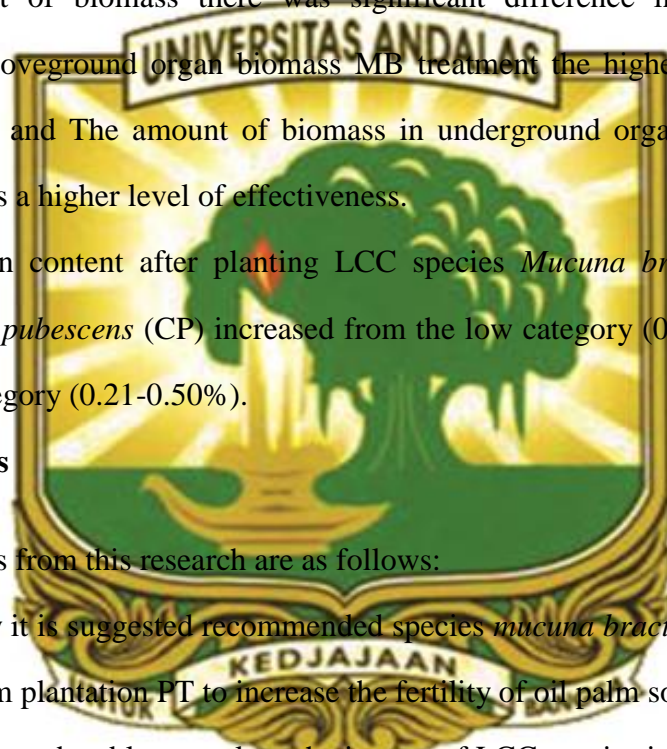 t of biomass there was significant difference in
UNIVERSITAS ANDALAS
oveground organ biomass MB treatment the highe
and The amount of biomass in underground orga
s a higher level of effectiveness.
n content after planting LCC species Mucuna br
pubescens (CP) increased from the low category (0
egory (0.21-0.50%).
s
s from this research are as follows:
y it is suggested recommended species mucuna bract
KEDJAJAAN
m plantation PT to increase the fertility of oil palm so
UNTUK